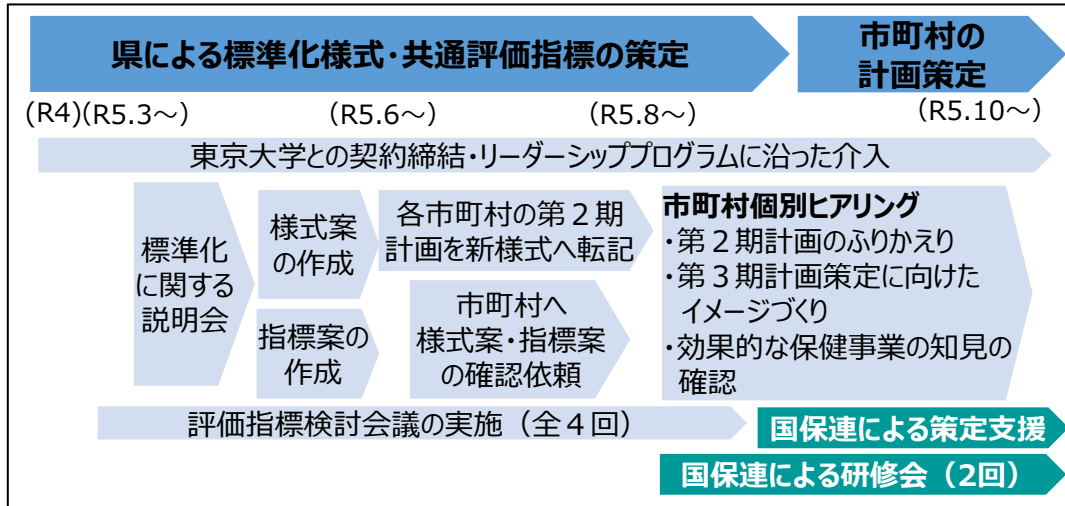 県による標準化様式・共通評価指標の策定
市町村の
計画策定
(R4)(R5.3～)
(R5.6～)
(R5.8～)
(R5.10～)
東京大学との契約締結・リーダーシッププログラムに沿った介入
標準化
に関する
説明会
様式案
の作成
指標案の
作成
各市町村の第２期
計画を新様式へ転記
市町村へ
様式案・指標案
の確認依頼
市町村個別ヒアリング
・第２期計画のふりかえり
・第３期計画策定に向けた
イメージづくり
・効果的な保健事業の知見の
確認
評価指標検討会議の実施（全４回）
国保連による策定支援
国保連による研修会（2回）